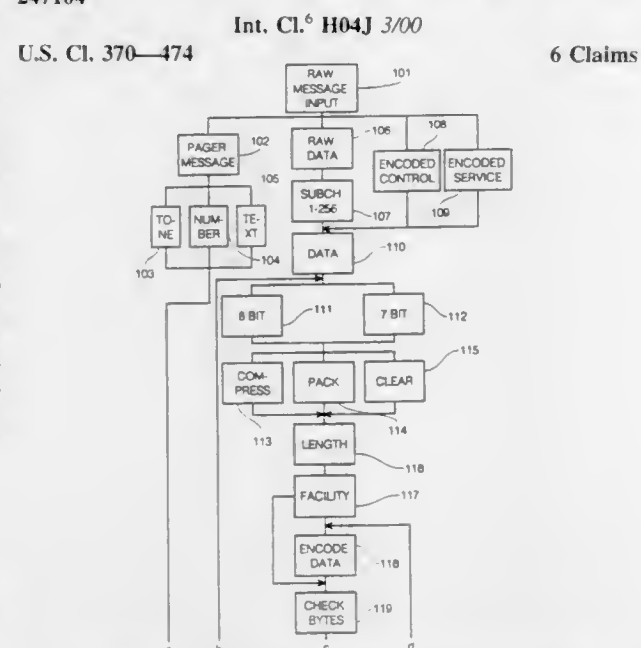 Int. Cl.⁶ H04J 3/00
U.S. Cl. 370—474
6 Claims
RAW
MESSAGE
INPUT
101
PAGER
MESSAGE
102
RAW
DATA
106
108
ENCODED
CONTROL
ENCODED
SERVICE
109
105
TO-
NE
NUM-
BER
TE-
XT
103
104
SUBCH
1-256
107
DATA
110
8 BIT
111
7 BIT
112
COM-
PRESS
PACK
CLEAR
115
113
114
LENGTH
116
FACILITY
117
ENCODE
DATA
118
CHECK
BYTES
119